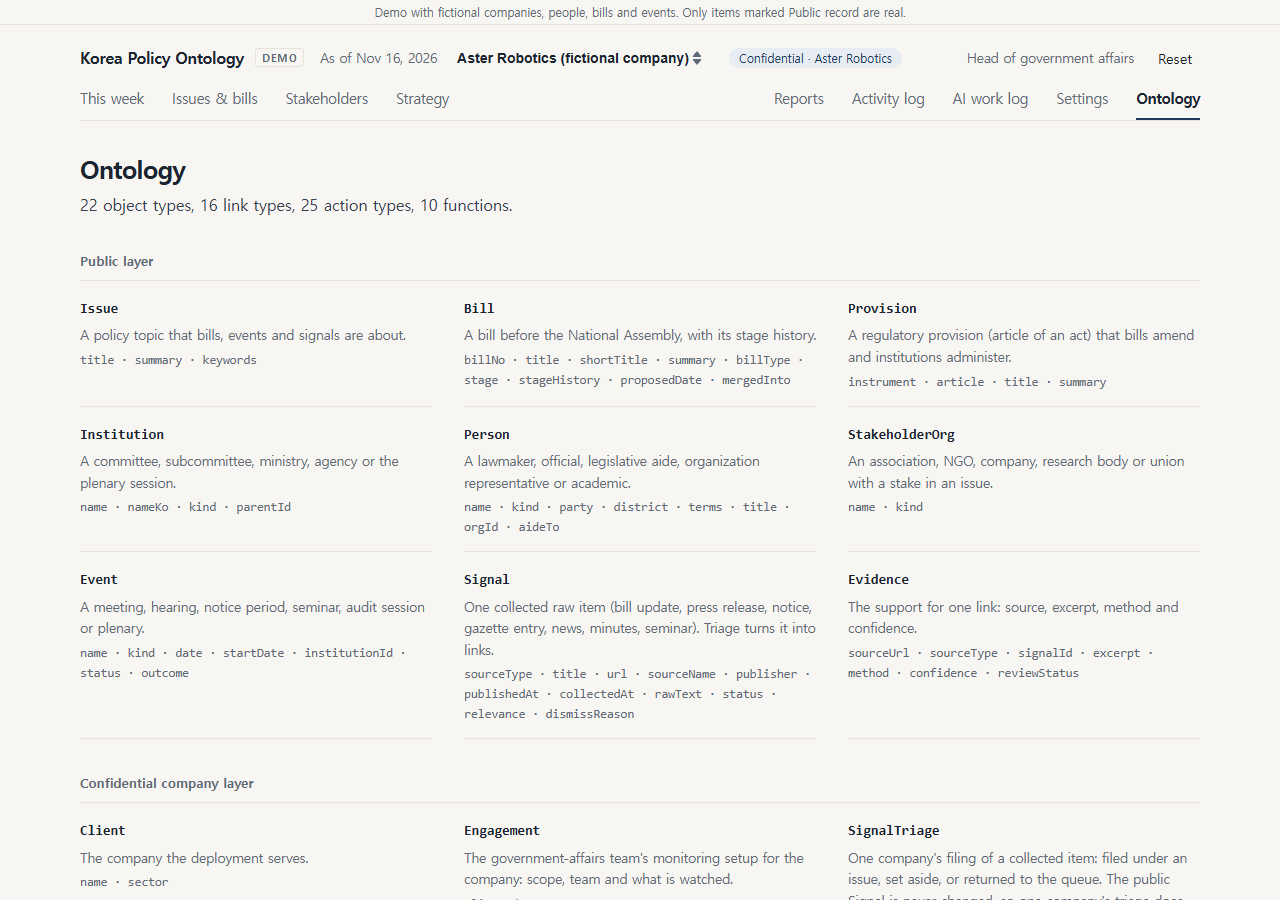 Demo with fictional companies, people, bills and events. Only items marked Public record are real.
Korea Policy Ontology DEMO As of Nov 16, 2026 Aster Robotics (fictional company) Confidential · Aster Robotics Head of government affairs Reset
This week Issues & bills Stakeholders Strategy Reports Activity log AI work log Settings Ontology
Ontology
22 object types, 16 link types, 25 action types, 10 functions.
Public layer
Issue
A policy topic that bills, events and signals are about.
title · summary · keywords
Bill
A bill before the National Assembly, with its stage history.
billNo · title · shortTitle · summary · billType ·
stage · stageHistory · proposedDate · mergedInto
Provision
A regulatory provision (article of an act) that bills amend
and institutions administer.
instrument · article · title · summary
Institution
A committee, subcommittee, ministry, agency or the
plenary session.
name · nameKo · kind · parentId
Person
A lawmaker, official, legislative aide, organization
representative or academic.
name · kind · party · district · terms · title ·
orgId · aideTo
StakeholderOrg
An association, NGO, company, research body or union
with a stake in an issue.
name · kind
Event
A meeting, hearing, notice period, seminar, audit session
or plenary.
name · kind · date · startDate · institutionId ·
status · outcome
Signal
One collected raw item (bill update, press release, notice,
gazette entry, news, minutes, seminar). Triage turns it into
links.
sourceType · title · url · sourceName · publisher ·
publishedAt · collectedAt · rawText · status ·
relevance · dismissReason
Evidence
The support for one link: source, excerpt, method and
confidence.
sourceUrl · sourceType · signalId · excerpt ·
method · confidence · reviewStatus
Confidential company layer
Client
The company the deployment serves.
name · sector
Engagement
The government-affairs team's monitoring setup for the
company: scope, team and what is watched.
SignalTriage
One company's filing of a collected item: filed under an
issue, set aside, or returned to the queue. The public